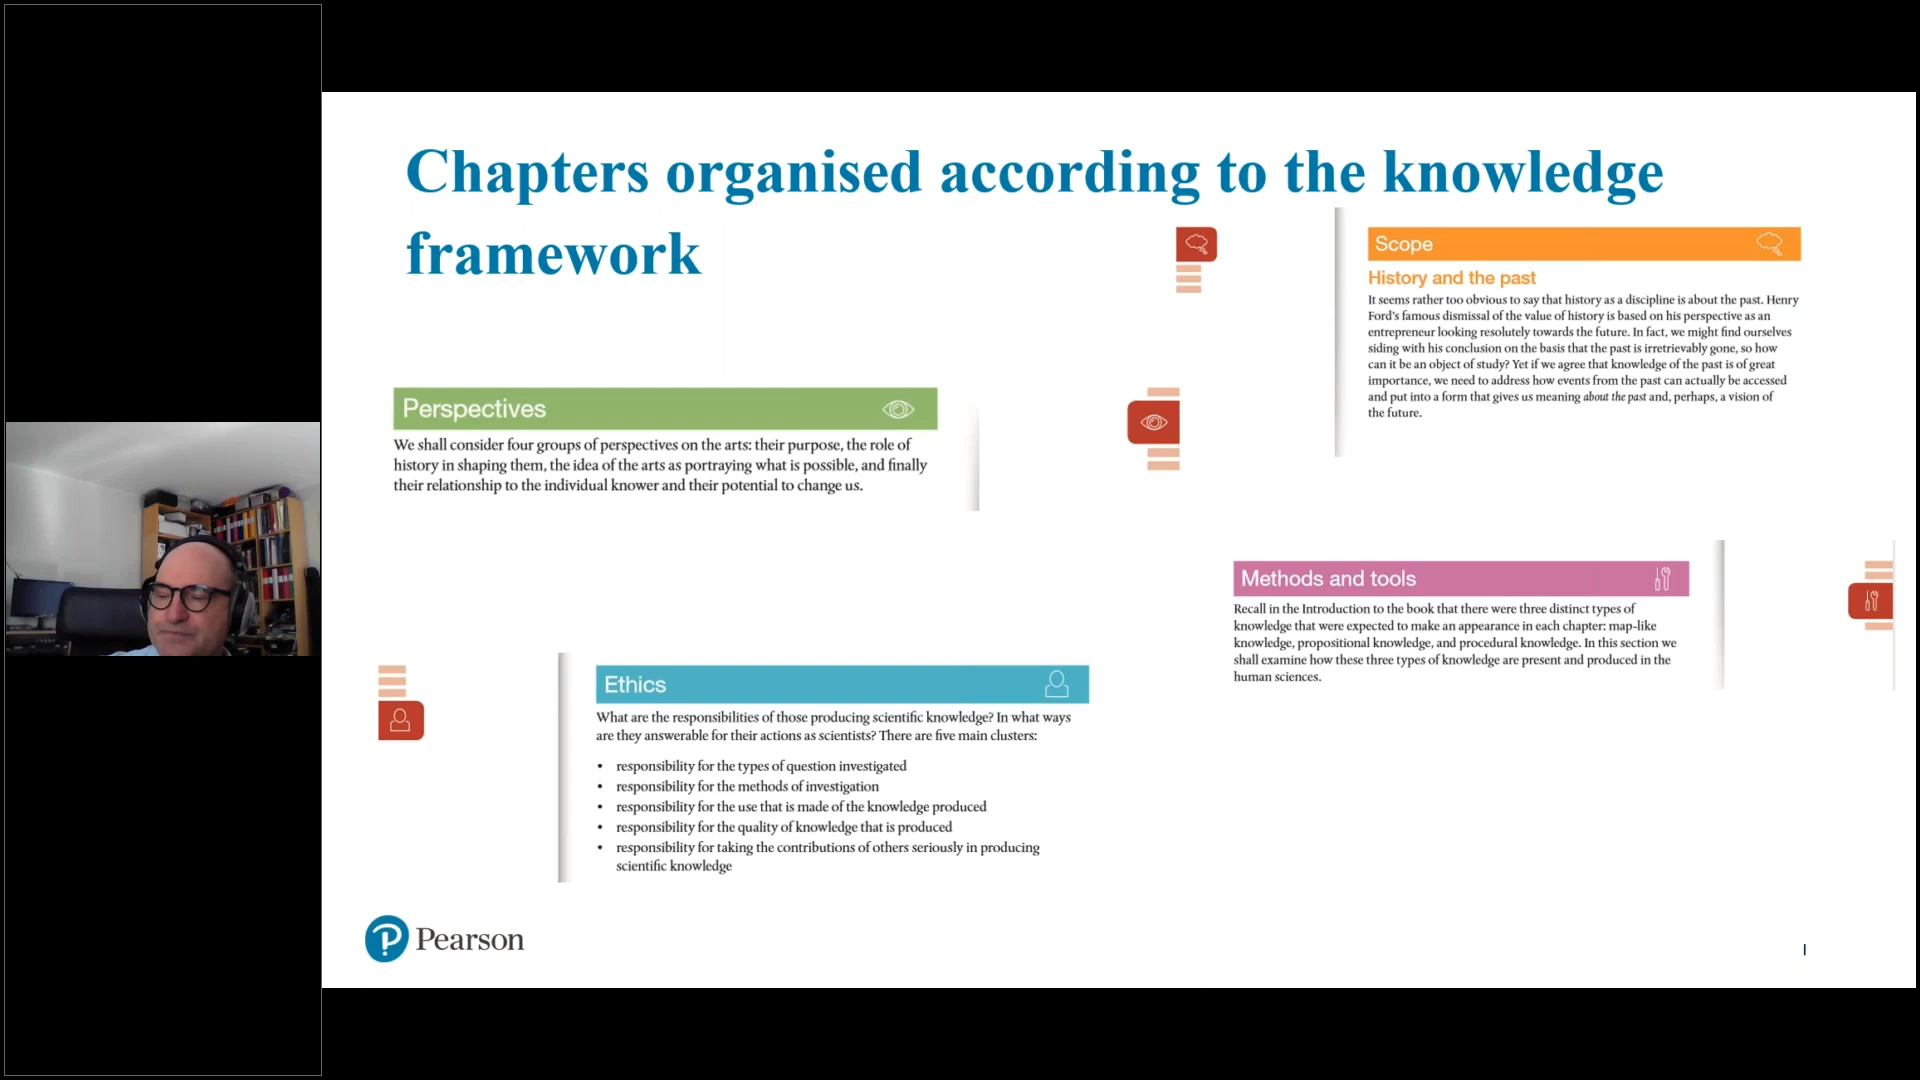 Chapters organised according to the knowledge
framework
Scope
History and the past
It seems rather too obvious to say that history as a discipline is about the past. Henry
Ford's famous dismissal of the value of history is based on his perspective as an
entrepreneur looking resolutely towards the future. In fact, we might find ourselves
siding with his conclusion on the basis that the past is irretrievably gone, so how
can it be an object of study? Yet if we agree that knowledge of the past is of great
importance, we need to address how events from the past can actually be accessed
and put into a form that gives us meaning about the past and, perhaps, a vision of
the future.
Perspectives
We shall consider four groups of perspectives on the arts: their purpose, the role of
history in shaping them, the idea of the arts as portraying what is possible, and finally
their relationship to the individual knower and their potential to change us.
Methods and tools
Recall in the Introduction to the book that there were three distinct types of
knowledge that were expected to make an appearance in each chapter: map-like
knowledge, propositional knowledge, and procedural knowledge. In this section we
shall examine how these three types of knowledge are present and produced in the
human sciences.
Ethics
What are the responsibilities of those producing scientific knowledge? In what ways
are they answerable for their actions as scientists? There are five main clusters:
• responsibility for the types of question investigated
• responsibility for the methods of investigation
• responsibility for the use that is made of the knowledge produced
• responsibility for the quality of knowledge that is produced
• responsibility for taking the contributions of others seriously in producing
scientific knowledge
Pearson